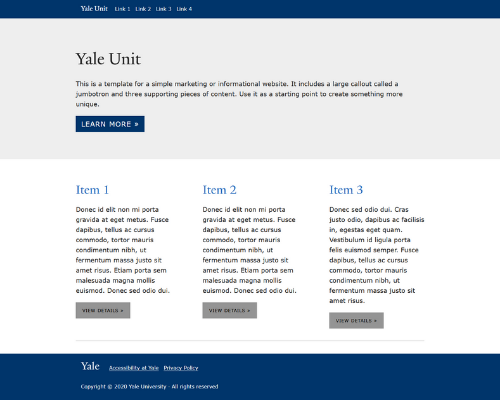 Yale Unit Link 1 Link 2 Link 3 Link 4
Yale Unit
This is a template for a simple marketing or informational website. It includes a large callout called a
jumbotron and three supporting pieces of content. Use it as a starting point to create something more
unique.
LEARN MORE »
Item 1
Donec id elit non mi porta
gravida at eget metus. Fusce
dapibus, tellus ac cursus
commodo, tortor mauris
condimentum nibh, ut
fermentum massa justo sit
amet risus. Etiam porta sem
malesuada magna mollis
euismod. Donec sed odio dui.
VIEW DETAILS »
Item 2
Donec id elit non mi porta
gravida at eget metus. Fusce
dapibus, tellus ac cursus
commodo, tortor mauris
condimentum nibh, ut
fermentum massa justo sit
amet risus. Etiam porta sem
malesuada magna mollis
euismod. Donec sed odio dui.
VIEW DETAILS »
Item 3
Donec sed odio dui. Cras
justo odio, dapibus ac facilisis
in, egestas eget quam.
Vestibulum id ligula porta
felis euismod semper. Fusce
dapibus, tellus ac cursus
commodo, tortor mauris
condimentum nibh, ut
fermentum massa justo sit
amet risus.
VIEW DETAILS »
Yale Accessibility at Yale Privacy Policy
Copyright © 2020 Yale University · All rights reserved